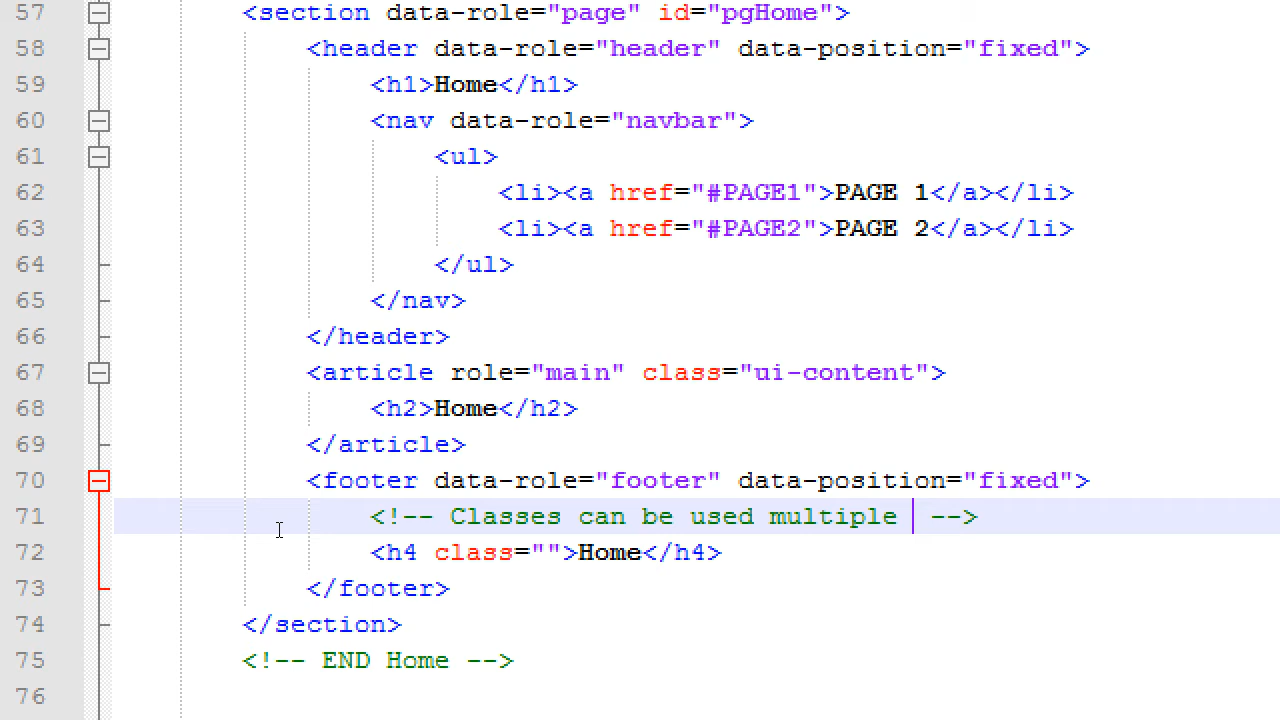 57 <section data-role="page" id="pgHome">
58 <header data-role="header" data-position="fixed">
59 <h1>Home</h1>
60 <nav data-role="navbar">
61 <ul>
62 <li><a href="#PAGE1">PAGE 1</a></li>
63 <li><a href="#PAGE2">PAGE 2</a></li>
64 </ul>
65 </nav>
66 </header>
67 <article role="main" class="ui-content">
68 <h2>Home</h2>
69 </article>
70 <footer data-role="footer" data-position="fixed">
71 <!-- Classes can be used multiple  -->
72 <h4 class="">Home</h4>
73 </footer>
74 </section>
75 <!-- END Home -->
76